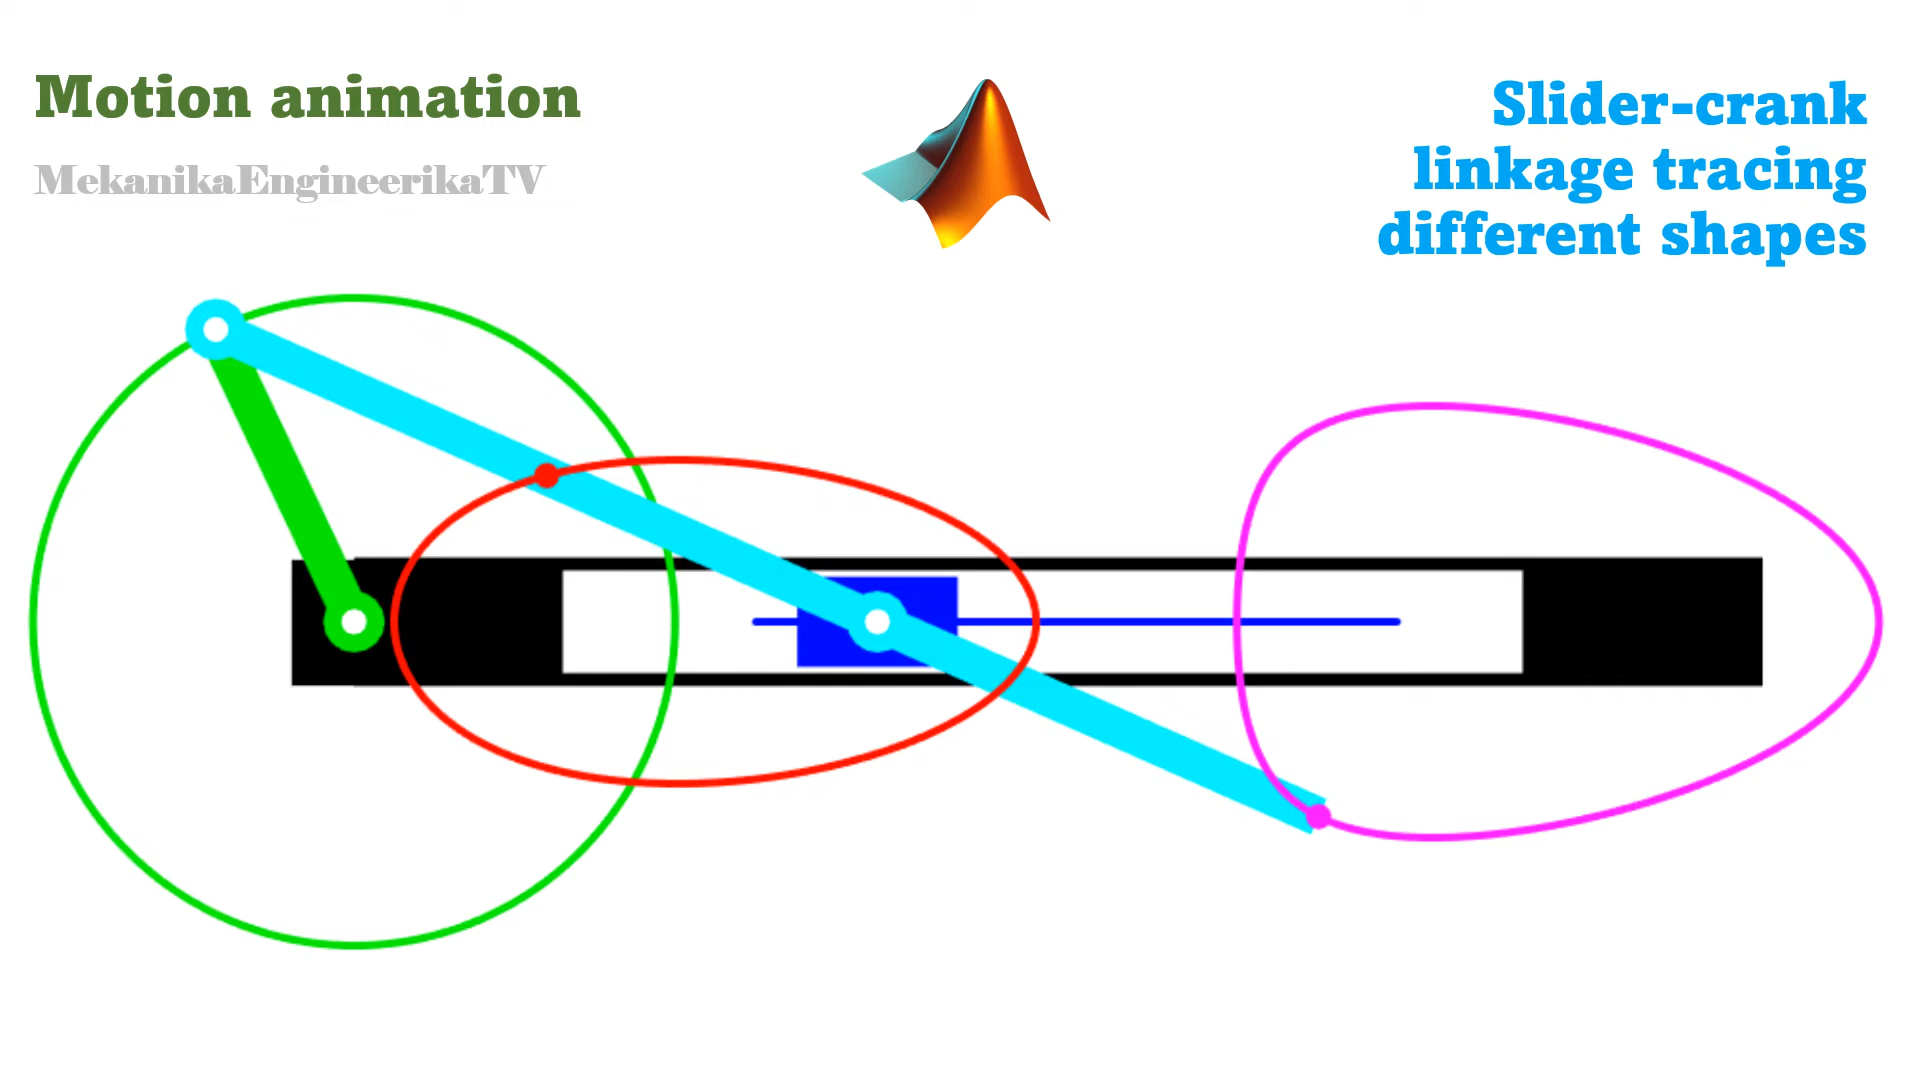 Motion animation
MekanikaEngineerikaTV
Slider-crank
linkage tracing
different shapes